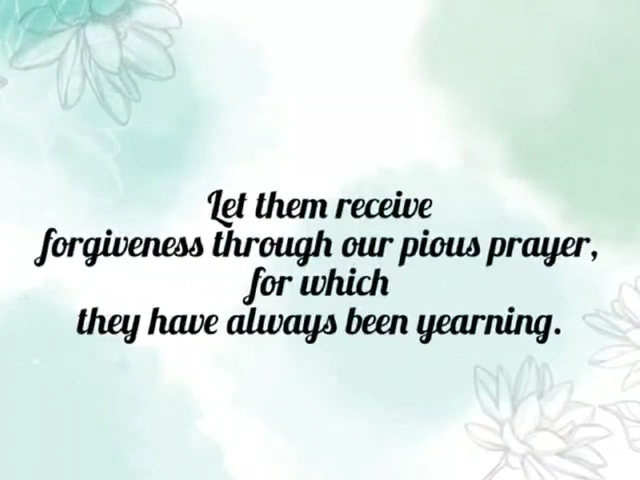 Let them receive
forgiveness through our pious prayer,
for which
they have always been yearning.